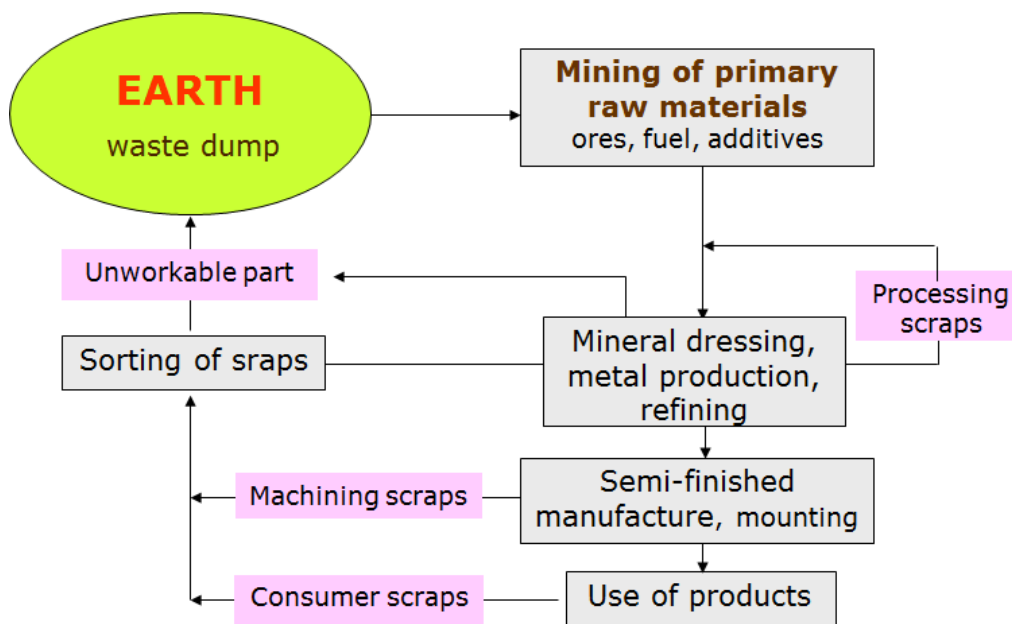 EARTH
waste dump
Mining of primary
raw materials
ores, fuel, additives
Unworkable part
Processing
scraps
Sorting of sraps
Mineral dressing,
metal production,
refining
Machining scraps
Semi-finished
manufacture, mounting
Consumer scraps
Use of products